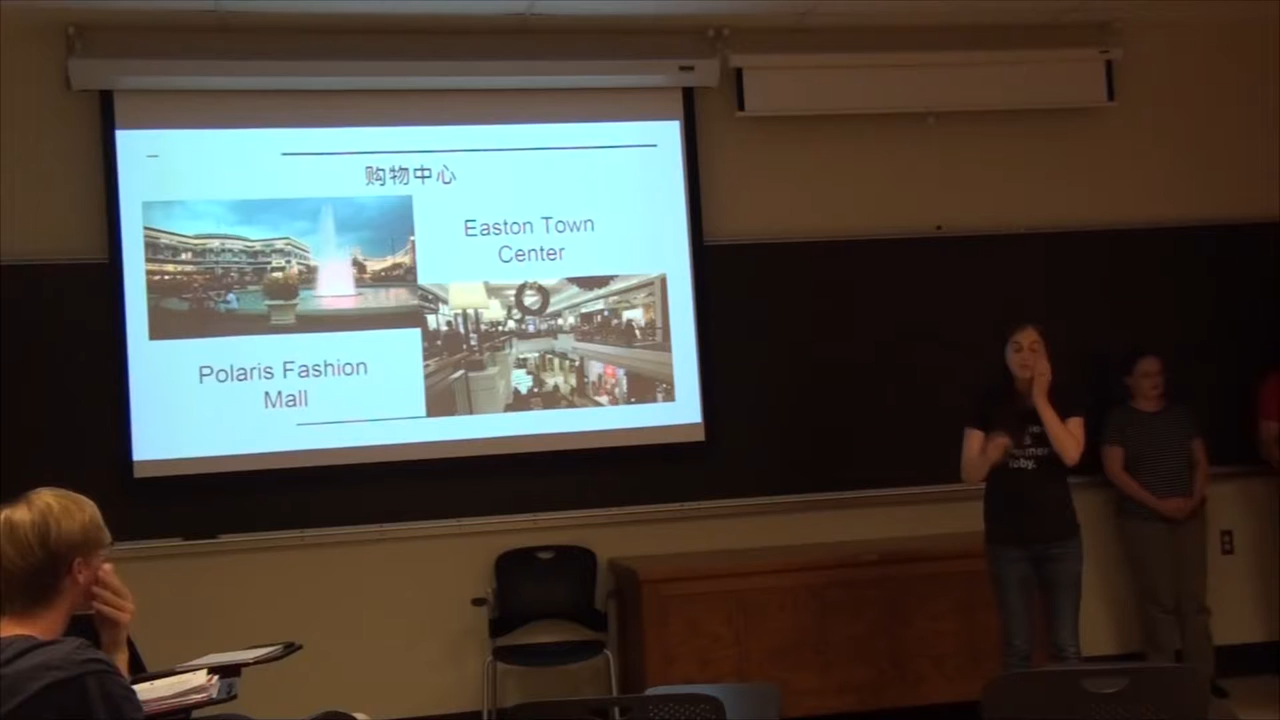 购物中心
Easton Town
Center
Polaris Fashion
Mall